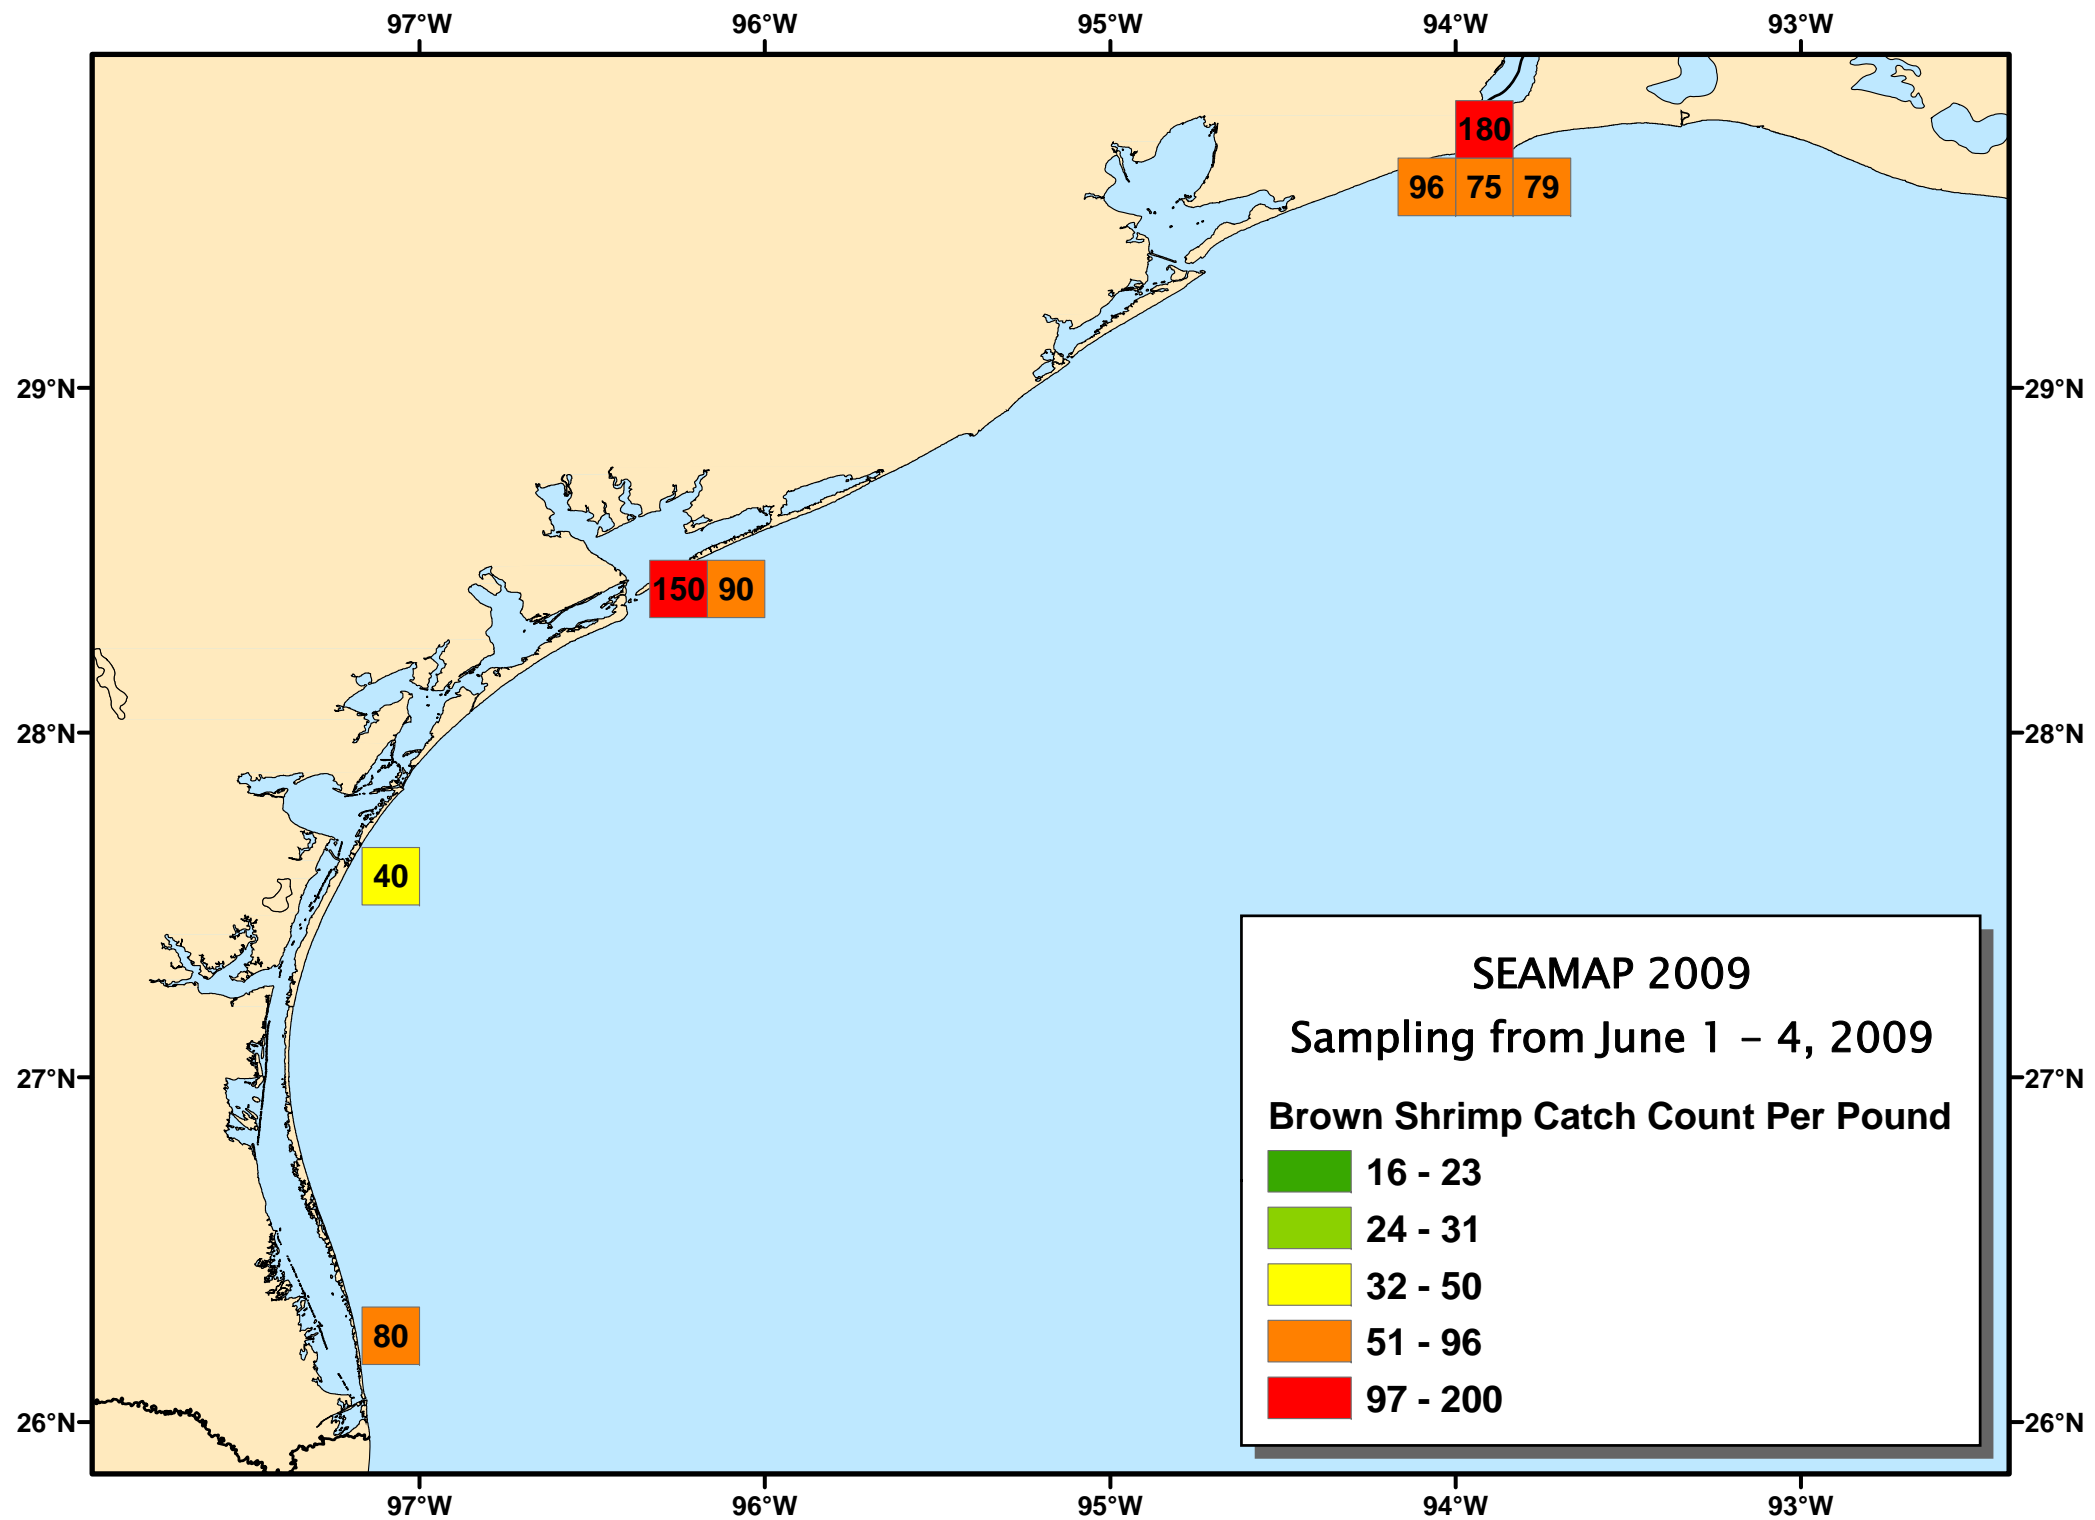 97°W 96°W 95°W 94°W 93°W
180
96 75 79
29°N 29°N
150 90
28°N 28°N
40
SEAMAP 2009
Sampling from June 1 – 4, 2009
27°N 27°N
Brown Shrimp Catch Count Per Pound
16 - 23
24 - 31
32 - 50
80
51 - 96
97 - 200
26°N 26°N
97°W 96°W 95°W 94°W 93°W